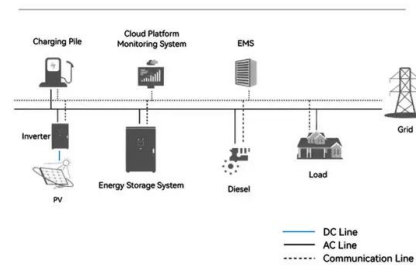 Charging Pile
Cloud Platform
Monitoring System
EMS
Inverter
Grid
PV
Energy Storage System
Diesel
Load
DC Line
AC Line
Communication Line